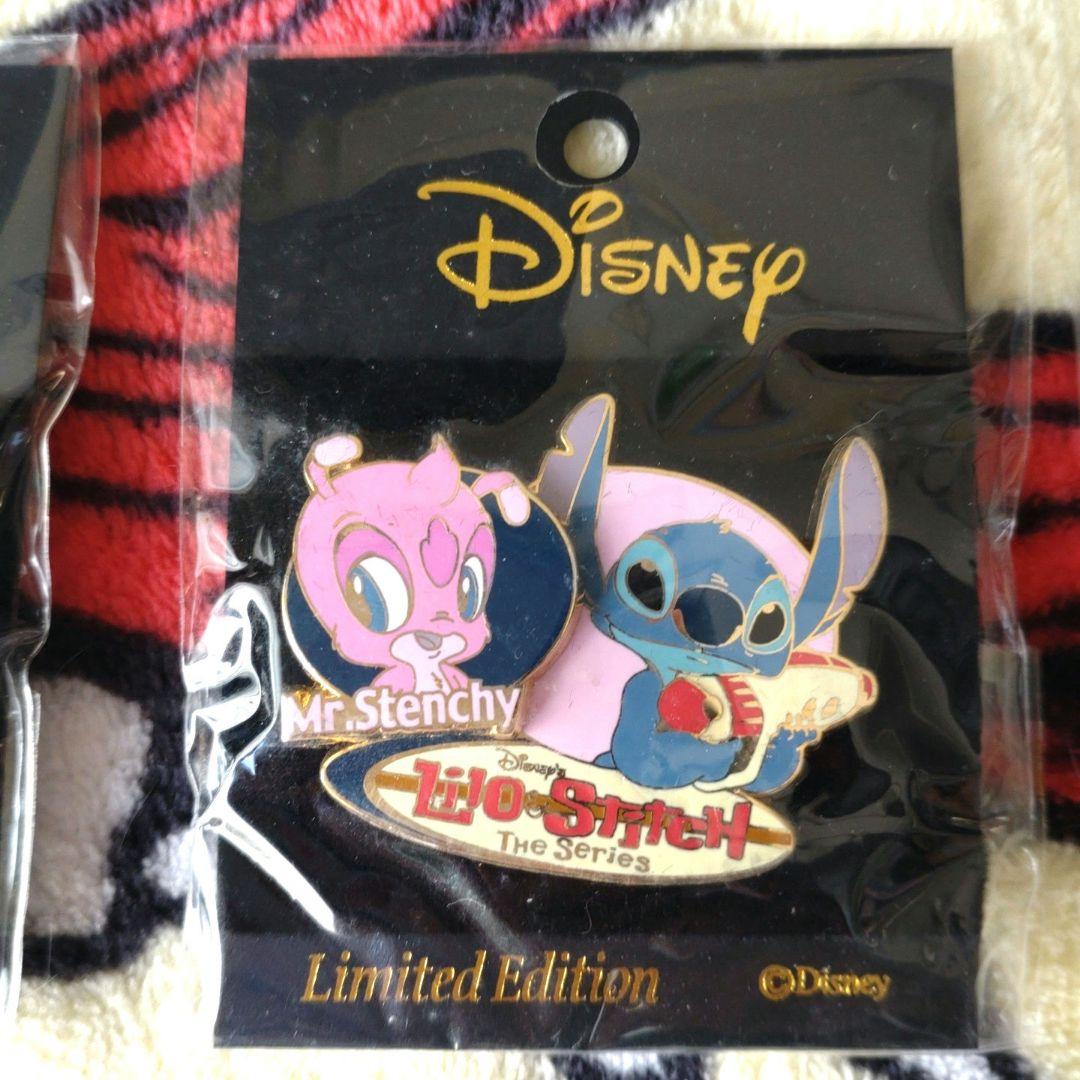 Disney
Mr.Stenchy
Disney's
Lilo & Stitch
The Series
Limited Edition
©Disney